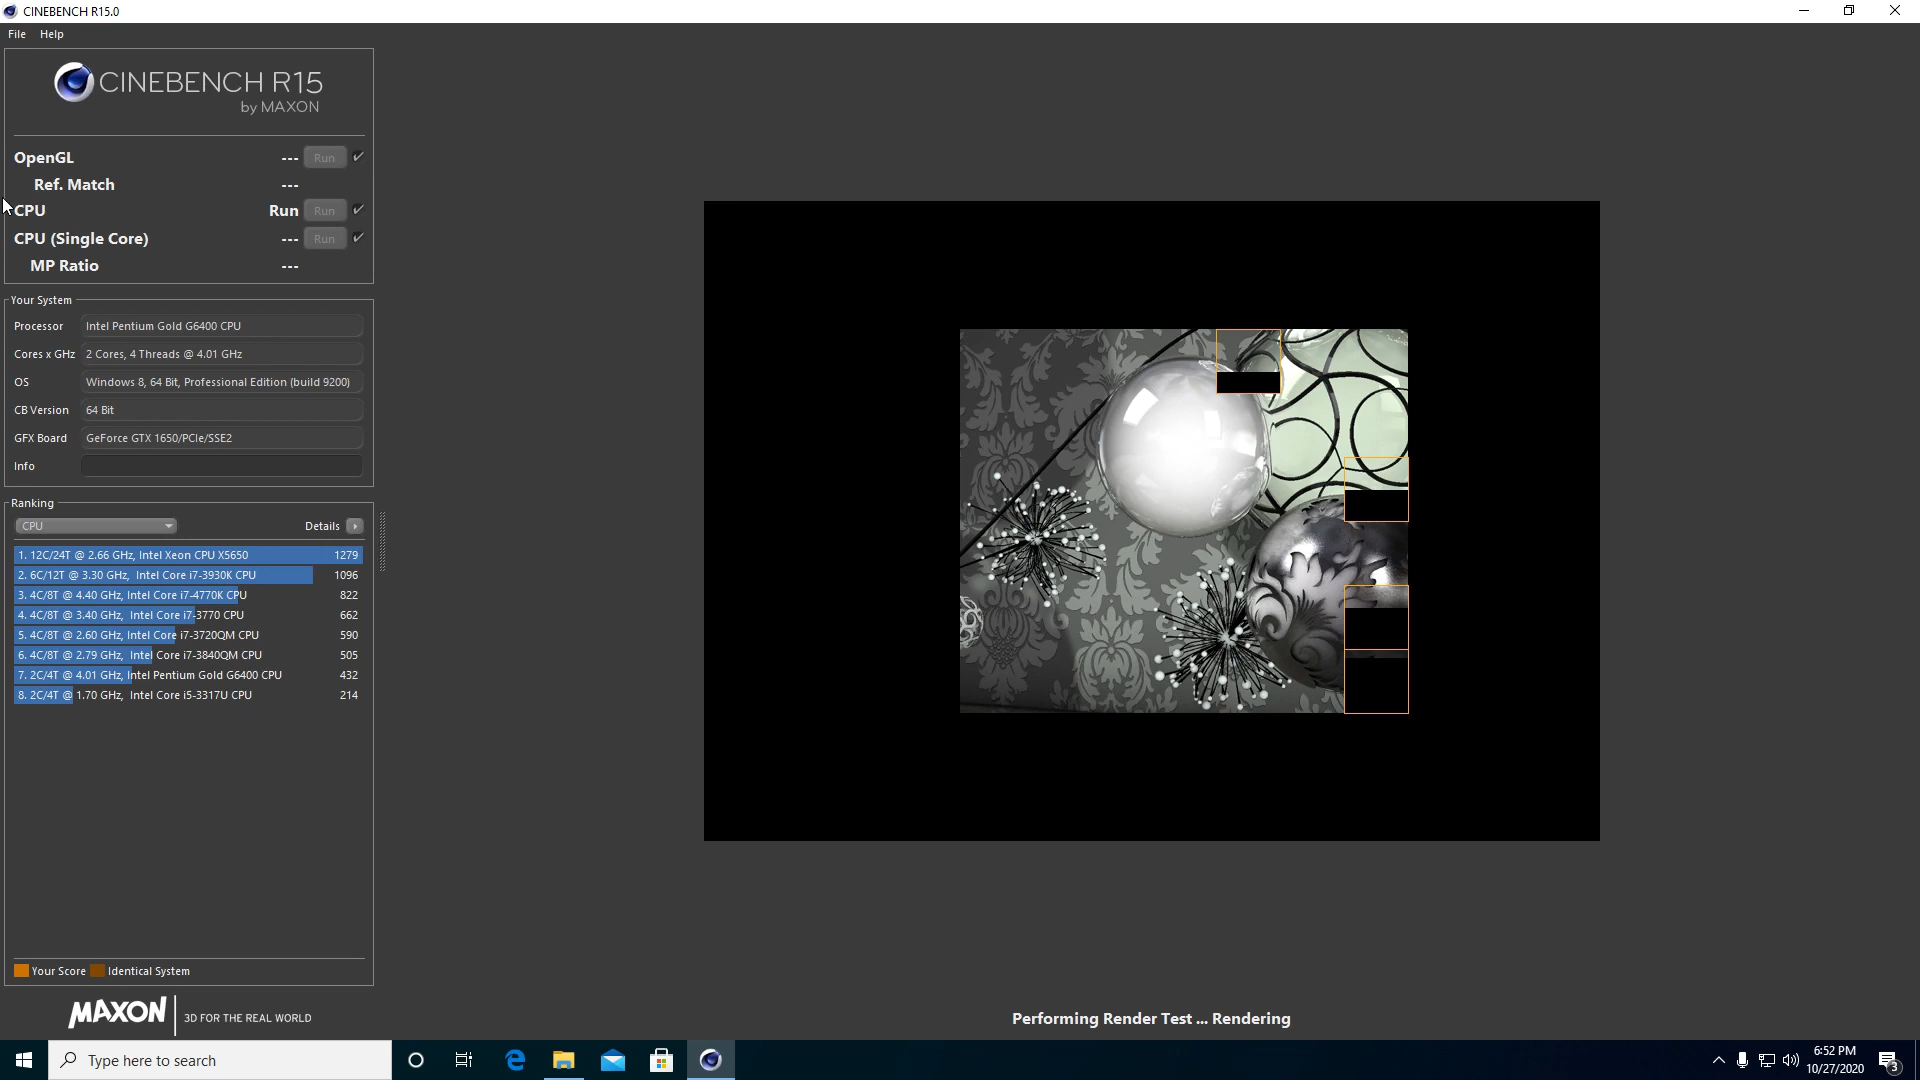 CINEBENCH R15.0
File Help
CINEBENCH R15
by MAXON
OpenGL --- Run
Ref. Match ---
CPU Run Run
CPU (Single Core) --- Run
MP Ratio ---
Your System
Processor Intel Pentium Gold G6400 CPU
Cores x GHz 2 Cores, 4 Threads @ 4.01 GHz
OS Windows 8, 64 Bit, Professional Edition (build 9200)
CB Version 64 Bit
GFX Board GeForce GTX 1650/PCIe/SSE2
Info
Ranking
CPU Details
1. 12C/24T @ 2.66 GHz, Intel Xeon CPU X5650 1279
2. 6C/12T @ 3.30 GHz, Intel Core i7-3930K CPU 1096
3. 4C/8T @ 4.40 GHz, Intel Core i7-4770K CPU 822
4. 4C/8T @ 3.40 GHz, Intel Core i7-3770 CPU 662
5. 4C/8T @ 2.60 GHz, Intel Core i7-3720QM CPU 590
6. 4C/8T @ 2.79 GHz, Intel Core i7-3840QM CPU 505
7. 2C/4T @ 4.01 GHz, Intel Pentium Gold G6400 CPU 432
8. 2C/4T @ 1.70 GHz, Intel Core i5-3317U CPU 214
Your Score Identical System
MAXON 3D FOR THE REAL WORLD
Performing Render Test ... Rendering
Type here to search
6:52 PM
10/27/2020
3